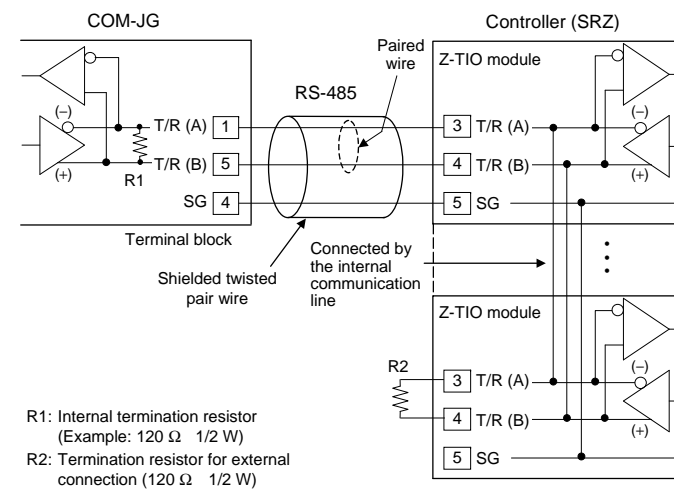 COM-JG
Controller (SRZ)
Paired
wire
Z-TIO module
RS-485
(–)
T/R (A) 1
3 T/R (A)
(–)
T/R (B) 5
4 T/R (B)
(+)
R1
(+)
SG 4
5 SG
Terminal block
Shielded twisted
pair wire
Connected by
the internal
communication
line
Z-TIO module
R2
3 T/R (A)
(–)
4 T/R (B)
(+)
5 SG
R1: Internal termination resistor
(Example: 120 Ω 1/2 W)
R2: Termination resistor for external
connection (120 Ω 1/2 W)